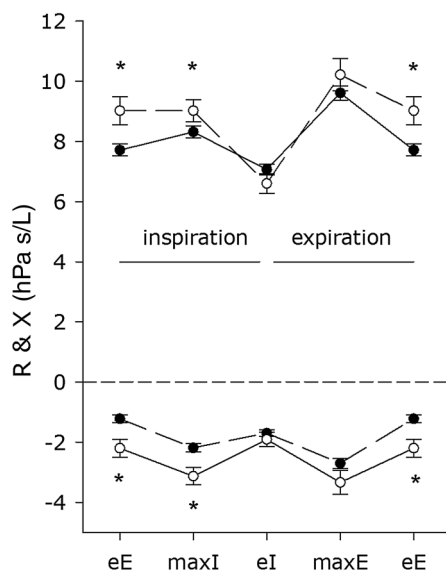 12
10
8
6
4
2
0
-2
-4
R & X (hPa s/L)
* * *
inspiration expiration
* * *
eE maxI eI maxE eE